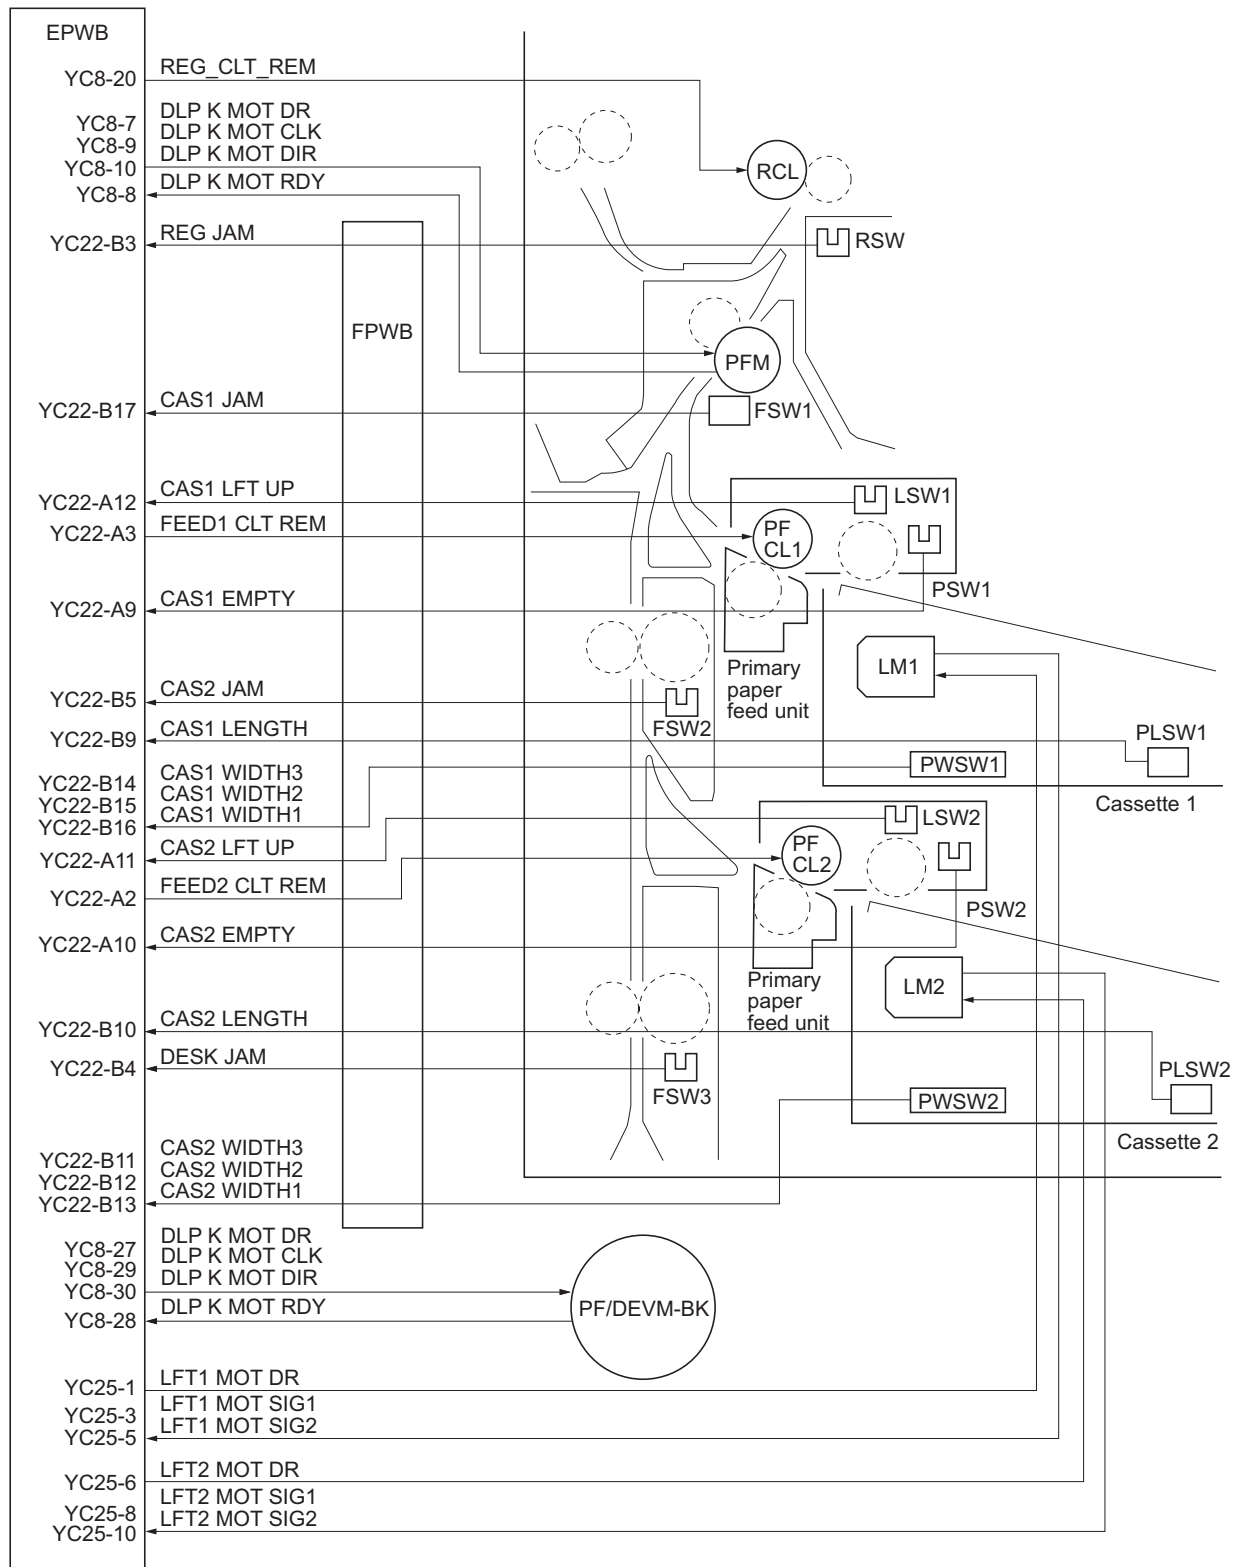 EPWB
YC8-20 REG_CLT_REM
YC8-7 DLP K MOT DR
YC8-9 DLP K MOT CLK
YC8-10 DLP K MOT DIR
YC8-8 DLP K MOT RDY
RCL
YC22-B3 REG JAM
RSW
FPWB
PFM
YC22-B17 CAS1 JAM
FSW1
YC22-A12 CAS1 LFT UP
LSW1
YC22-A3 FEED1 CLT REM
PF
CL1
PSW1
YC22-A9 CAS1 EMPTY
Primary
paper
feed unit
LM1
YC22-B5 CAS2 JAM
FSW2
YC22-B9 CAS1 LENGTH
PLSW1
YC22-B14 CAS1 WIDTH3
YC22-B15 CAS1 WIDTH2
YC22-B16 CAS1 WIDTH1
PWSW1
Cassette 1
YC22-A11 CAS2 LFT UP
LSW2
YC22-A2 FEED2 CLT REM
PF
CL2
PSW2
YC22-A10 CAS2 EMPTY
Primary
paper
feed unit
LM2
YC22-B10 CAS2 LENGTH
YC22-B4 DESK JAM
FSW3
PLSW2
PWSW2
Cassette 2
YC22-B11 CAS2 WIDTH3
YC22-B12 CAS2 WIDTH2
YC22-B13 CAS2 WIDTH1
YC8-27 DLP K MOT DR
YC8-29 DLP K MOT CLK
YC8-30 DLP K MOT DIR
YC8-28 DLP K MOT RDY
PF/DEVM-BK
YC25-1 LFT1 MOT DR
YC25-3 LFT1 MOT SIG1
YC25-5 LFT1 MOT SIG2
YC25-6 LFT2 MOT DR
YC25-8 LFT2 MOT SIG1
YC25-10 LFT2 MOT SIG2